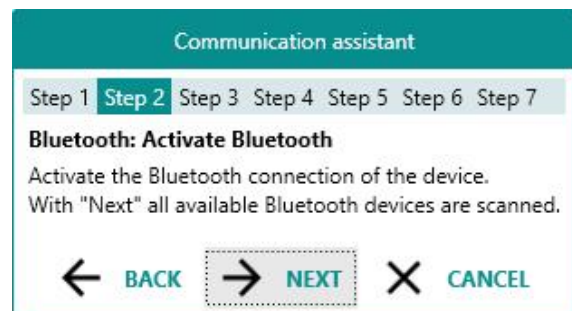 Communication assistant
Step 1 Step 2 Step 3 Step 4 Step 5 Step 6 Step 7
Bluetooth: Activate Bluetooth
Activate the Bluetooth connection of the device.
With "Next" all available Bluetooth devices are scanned.
BACK NEXT CANCEL